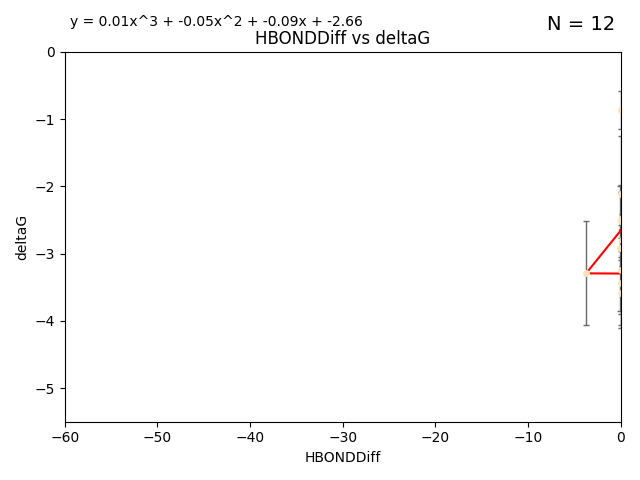 y = 0.01x^3 + -0.05x^2 + -0.09x + -2.66
N = 12
HBONDDiff vs deltaG
0
−1
−2
−3
−4
−5
deltaG
−60 −50 −40 −30 −20 −10 0
HBONDDiff